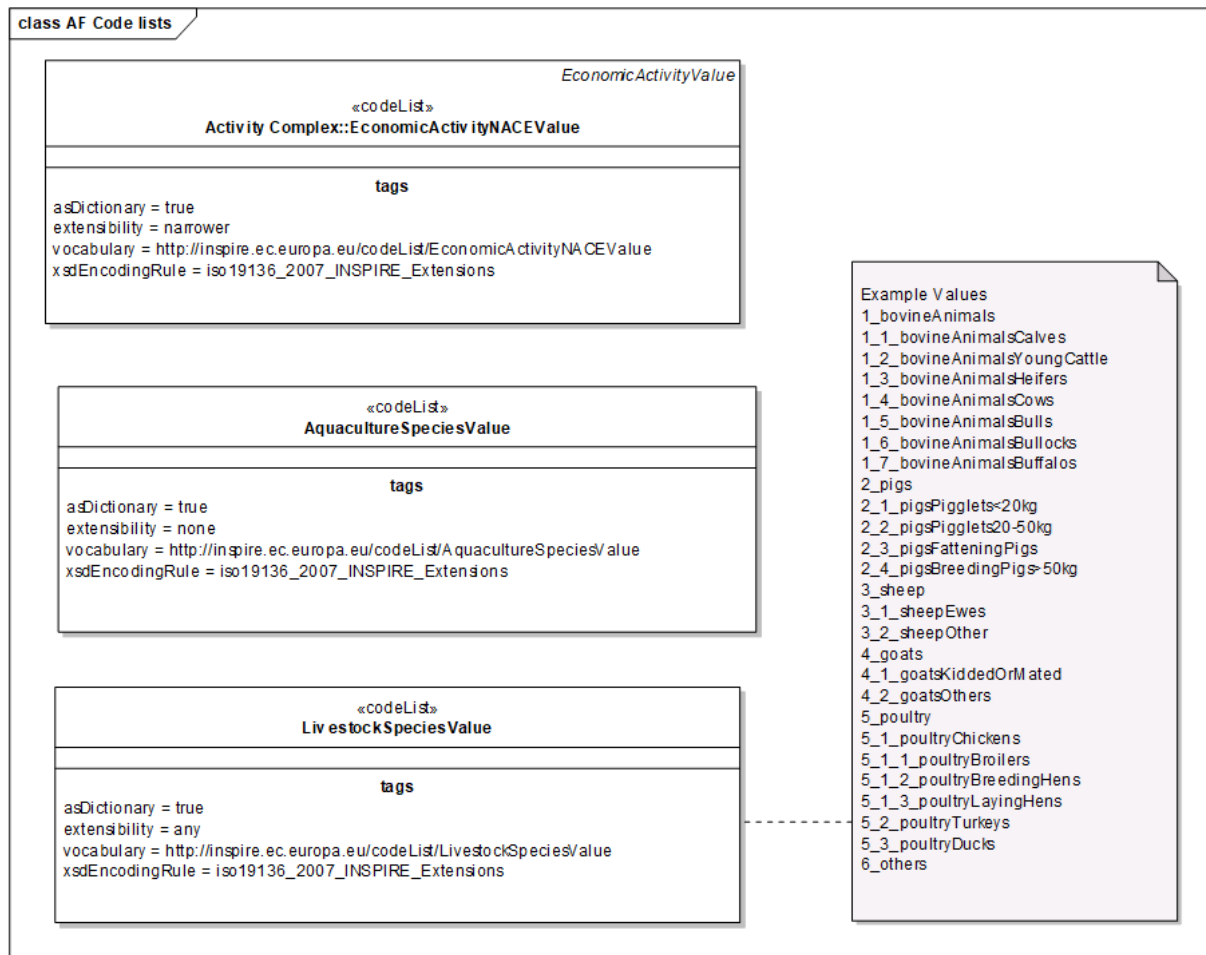 class AF Code lists
EconomicActivityValue
«codeList»
Activity Complex::EconomicActivityNACEValue
tags
asDictionary = true
extensibility = narrower
vocabulary = http://inspire.ec.europa.eu/codeList/EconomicActivityNACEValue
xsdEncodingRule = iso19136_2007_INSPIRE_Extensions
«codeList»
AquacultureSpeciesValue
tags
asDictionary = true
extensibility = none
vocabulary = http://inspire.ec.europa.eu/codeList/AquacultureSpeciesValue
xsdEncodingRule = iso19136_2007_INSPIRE_Extensions
«codeList»
LivestockSpeciesValue
tags
asDictionary = true
extensibility = any
vocabulary = http://inspire.ec.europa.eu/codeList/LivestockSpeciesValue
xsdEncodingRule = iso19136_2007_INSPIRE_Extensions
Example Values
1_bovineAnimals
1_1_bovineAnimalsCalves
1_2_bovineAnimalsYoungCattle
1_3_bovineAnimalsHeifers
1_4_bovineAnimalsCows
1_5_bovineAnimalsBulls
1_6_bovineAnimalsBullocks
1_7_bovineAnimalsBuffalos
2_pigs
2_1_pigsPigglets<20kg
2_2_pigsPigglets20-50kg
2_3_pigsFatteningPigs
2_4_pigsBreedingPigs>50kg
3_sheep
3_1_sheepEwes
3_2_sheepOther
4_goats
4_1_goatsKiddedOrMated
4_2_goatsOthers
5_poultry
5_1_poultryChickens
5_1_1_poultryBroilers
5_1_2_poultryBreedingHens
5_1_3_poultryLayingHens
5_2_poultryTurkeys
5_3_poultryDucks
6_others